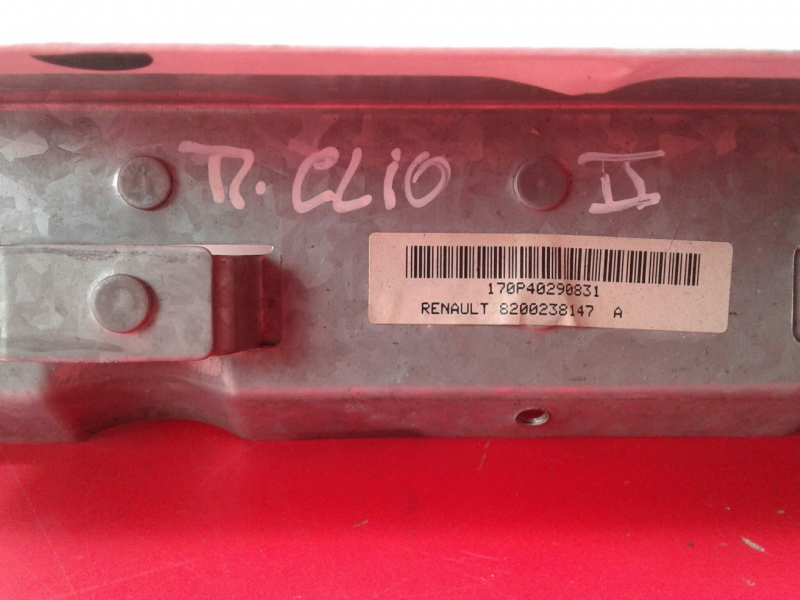 R. CLIO II
170P40290831
RENAULT 8200238147 A